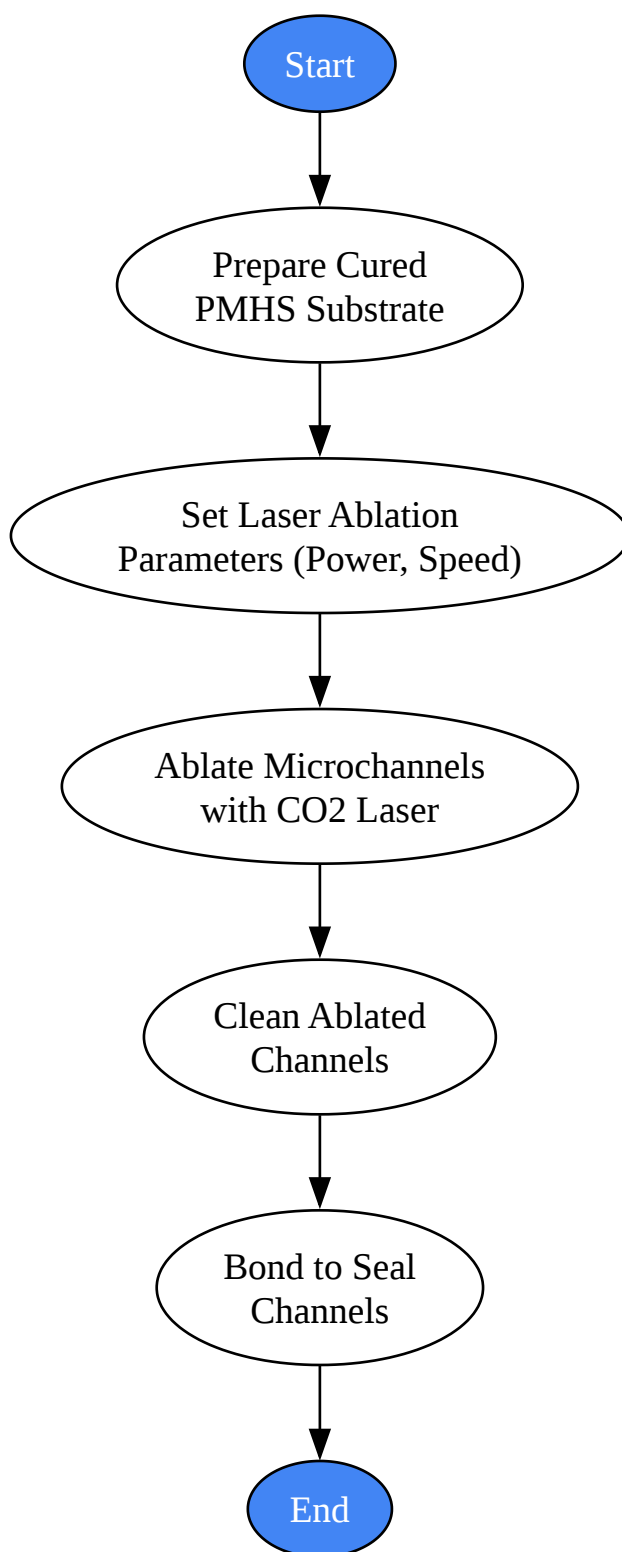 Start
Prepare Cured
PMHS Substrate
Set Laser Ablation
Parameters (Power, Speed)
Ablate Microchannels
with CO2 Laser
Clean Ablated
Channels
Bond to Seal
Channels
End